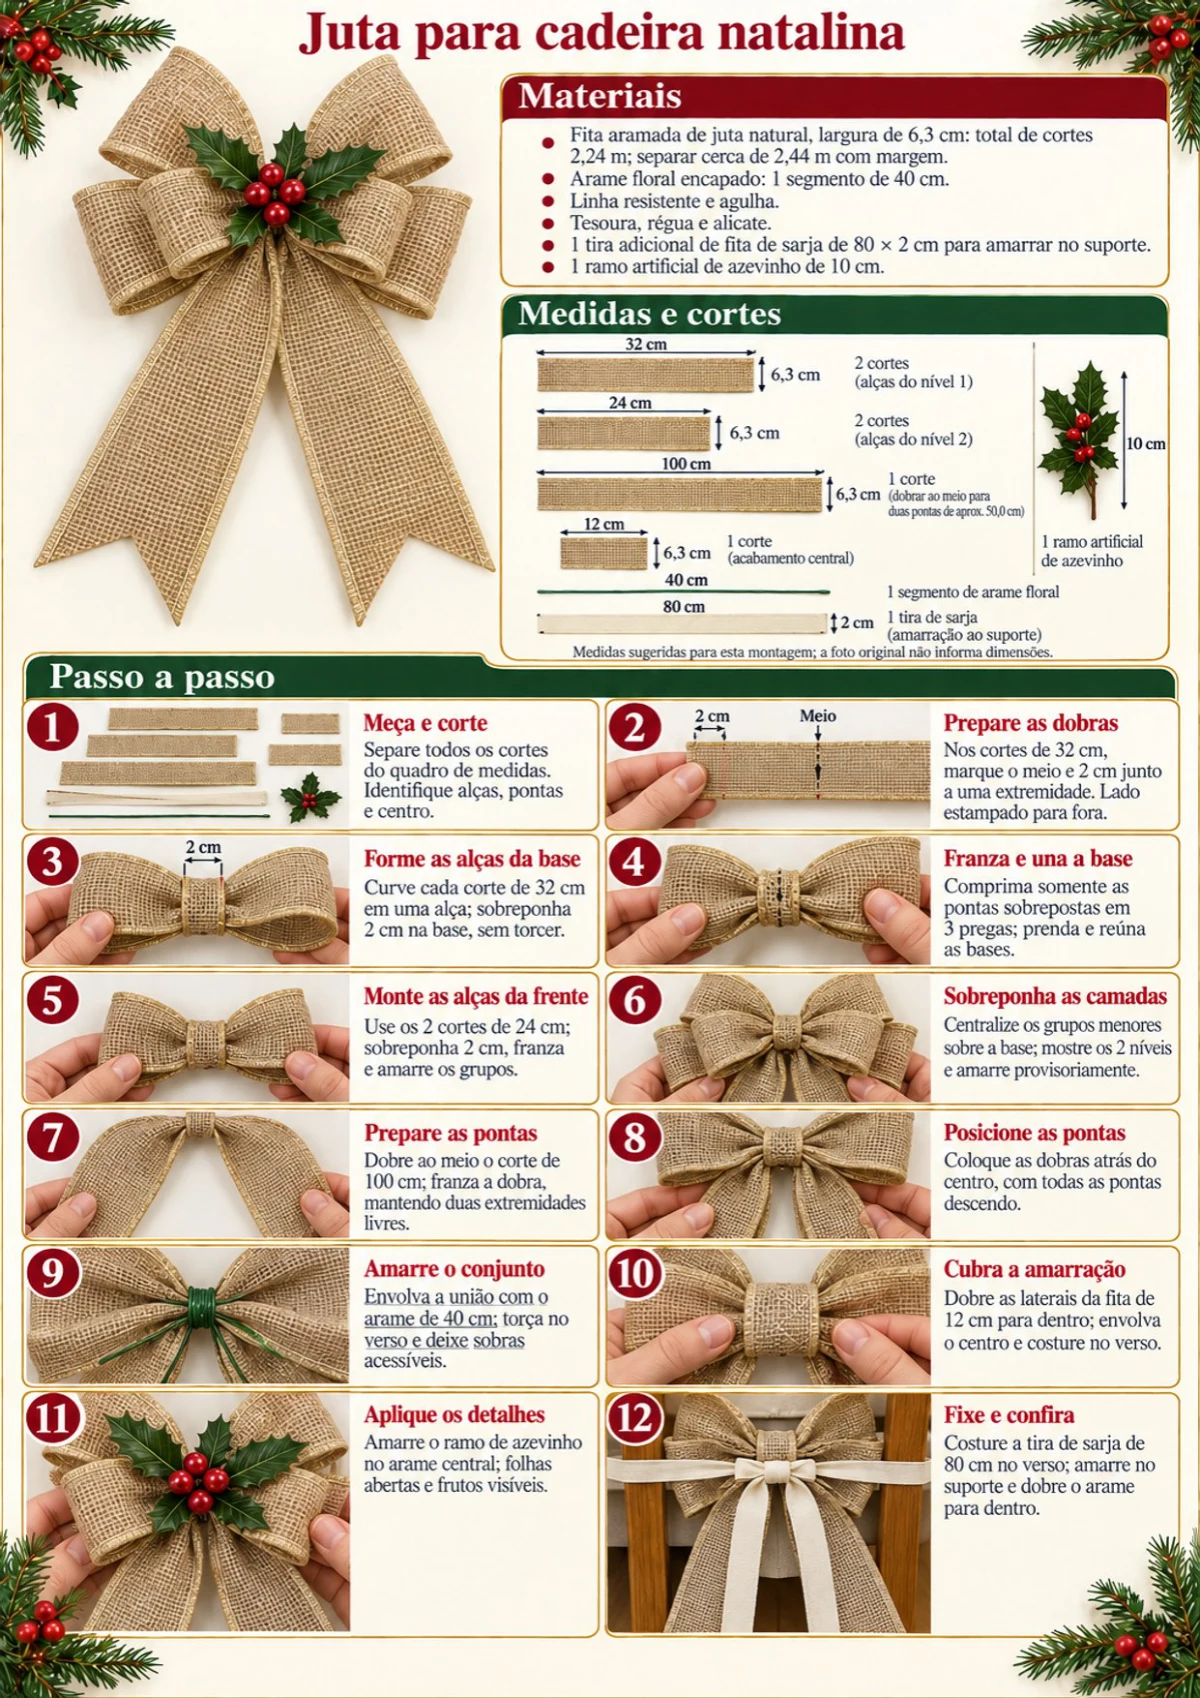 Juta para cadeira natalina
Materiais
Fita aramada de juta natural, largura de 6,3 cm: total de cortes
2,24 m; separar cerca de 2,44 m com margem.
Arame floral encapado: 1 segmento de 40 cm.
Linha resistente e agulha.
Tesoura, régua e alicate.
1 tira adicional de fita de sarja de 80 × 2 cm para amarrar no suporte.
1 ramo artificial de azevinho de 10 cm.
Medidas e cortes
32 cm
6,3 cm
2 cortes
(alças do nível 1)
24 cm
6,3 cm
2 cortes
(alças do nível 2)
100 cm
6,3 cm
1 corte
(dobrar ao meio para
duas pontas de aprox. 50,0 cm)
12 cm
6,3 cm
1 corte
(acabamento central)
40 cm
1 segmento de arame floral
80 cm
2 cm
1 tira de sarja
(amarração ao suporte)
10 cm
1 ramo artificial
de azevinho
Medidas sugeridas para esta montagem; a foto original não informa dimensões.
Passo a passo
1
Meça e corte
Separe todos os cortes
do quadro de medidas.
Identifique alças, pontas
e centro.
2
2 cm
Meio
Prepare as dobras
Nos cortes de 32 cm,
marque o meio e 2 cm junto
a uma extremidade. Lado
estampado para fora.
3
2 cm
Forme as alças da base
Curve cada corte de 32 cm
em uma alça; sobreponha
2 cm na base, sem torcer.
4
Franza e una a base
Comprima somente as
pontas sobrepostas em
3 pregas; prenda e reúna
as bases.
5
Monte as alças da frente
Use os 2 cortes de 24 cm;
sobreponha 2 cm, franza
e amarre os grupos.
6
Sobreponha as camadas
Centralize os grupos menores
sobre a base; mostre os 2 níveis
e amarre provisoriamente.
7
Prepare as pontas
Dobre ao meio o corte de
100 cm; franza a dobra,
mantendo duas extremidades
livres.
8
Posicione as pontas
Coloque as dobras atrás do
centro, com todas as pontas
descendo.
9
Amarre o conjunto
Envolva a união com o
arame de 40 cm; torça no
verso e deixe sobras
acessíveis.
10
Cubra a amarração
Dobre as laterais da fita de
12 cm para dentro; envolva
o centro e costure no verso.
11
Aplique os detalhes
Amarre o ramo de azevinho
no arame central; folhas
abertas e frutos visíveis.
12
Fixe e confira
Costure a tira de sarja de
80 cm no verso; amarre no
suporte e dobre o arame
para dentro.